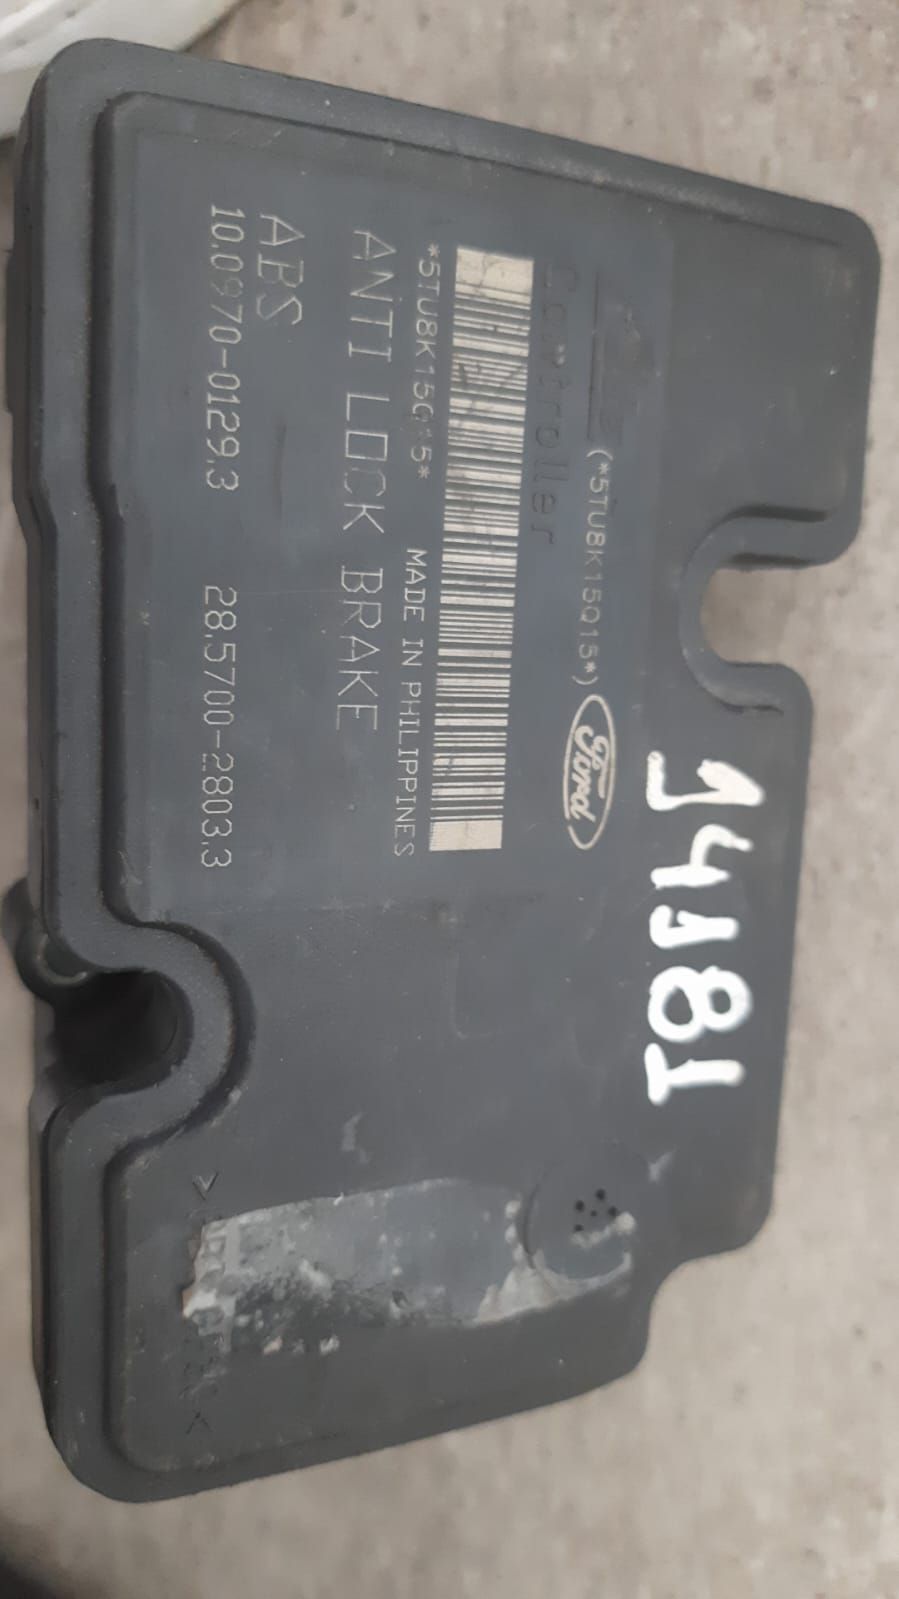 (*5TU8K15Q15*) Ford
Controller
*5TU8K15Q15* MADE IN PHILIPPINES
ANTI LOCK BRAKE
ABS
10.0970-0129.3 28.5700-2803.3
14181